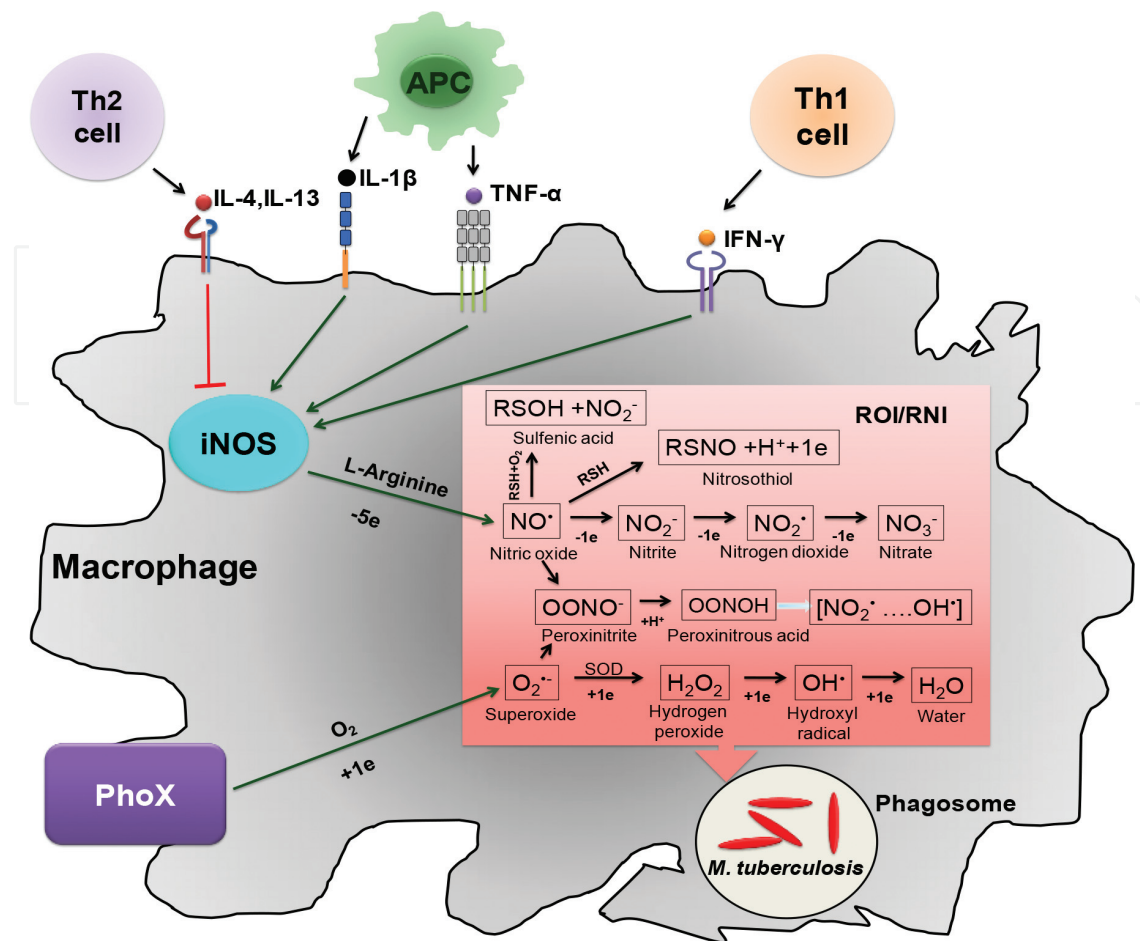 Th2
cell
APC
Th1
cell
IL-4,IL-13
IL-1β
TNF-α
IFN-γ
iNOS
L-Arginine
-5e
Macrophage
ROI/RNI
RSOH +NO₂⁻
Sulfenic acid
RSNO +H⁺+1e
Nitrosothiol
RSH+O₂
RSH
NO•
-1e
NO₂⁻
-1e
NO₂•
-1e
NO₃⁻
Nitric oxide
Nitrite
Nitrogen dioxide
Nitrate
OONO⁻
+H⁺
OONOH
[NO₂• ....OH•]
Peroxinitrite
Peroxinitrous acid
O₂•⁻
SOD
+1e
H₂O₂
+1e
OH•
+1e
H₂O
Superoxide
Hydrogen
peroxide
Hydroxyl
radical
Water
O₂
+1e
PhoX
Phagosome
M. tuberculosis